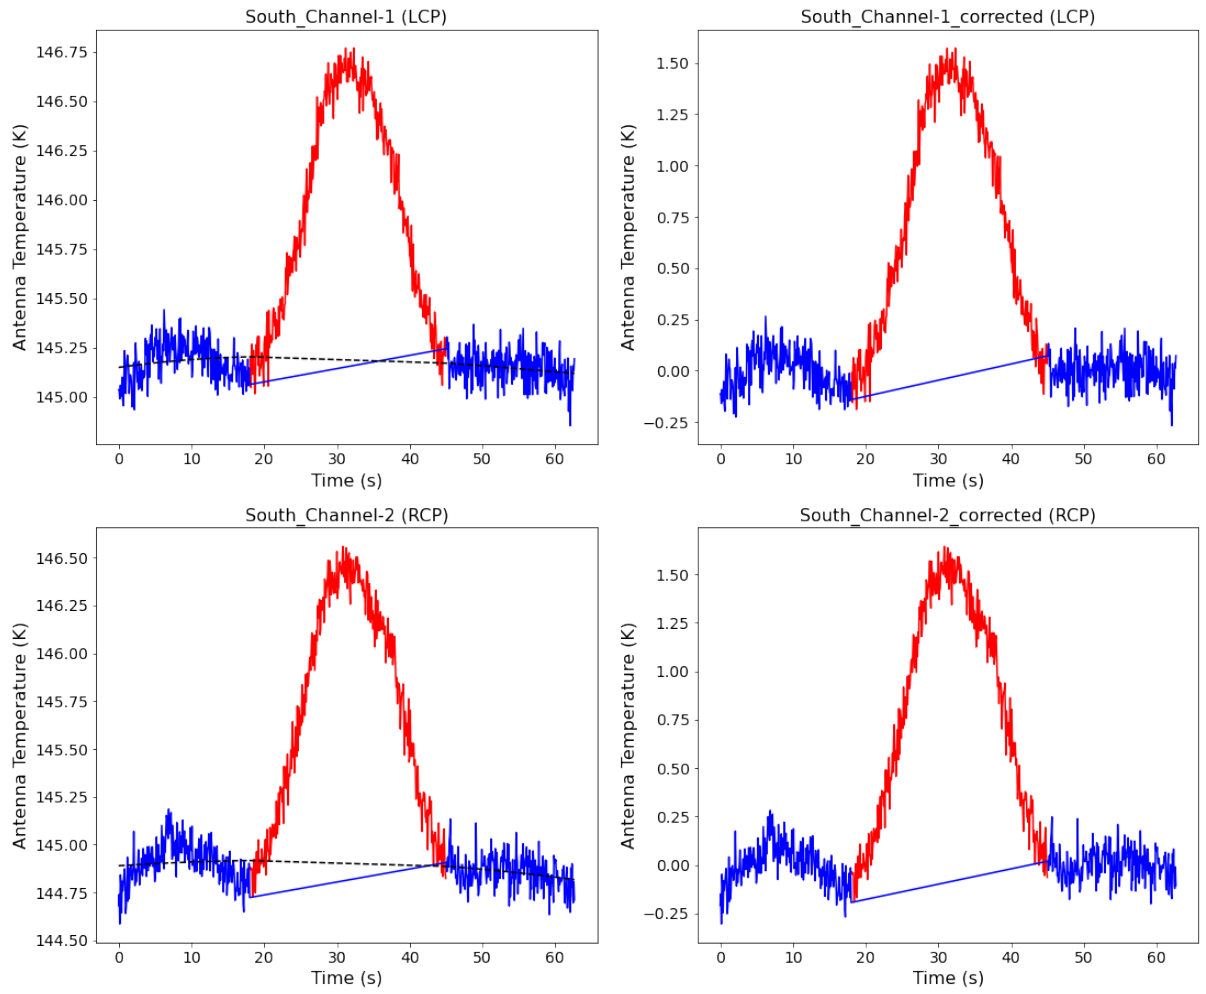 South_Channel-1 (LCP)
Antenna Temperature (K)
146.75
146.50
146.25
146.00
145.75
145.50
145.25
145.00
0 10 20 30 40 50 60
Time (s)
South_Channel-1_corrected (LCP)
Antenna Temperature (K)
1.50
1.25
1.00
0.75
0.50
0.25
0.00
−0.25
0 10 20 30 40 50 60
Time (s)
South_Channel-2 (RCP)
Antenna Temperature (K)
146.50
146.25
146.00
145.75
145.50
145.25
145.00
144.75
144.50
0 10 20 30 40 50 60
Time (s)
South_Channel-2_corrected (RCP)
Antenna Temperature (K)
1.50
1.25
1.00
0.75
0.50
0.25
0.00
−0.25
0 10 20 30 40 50 60
Time (s)